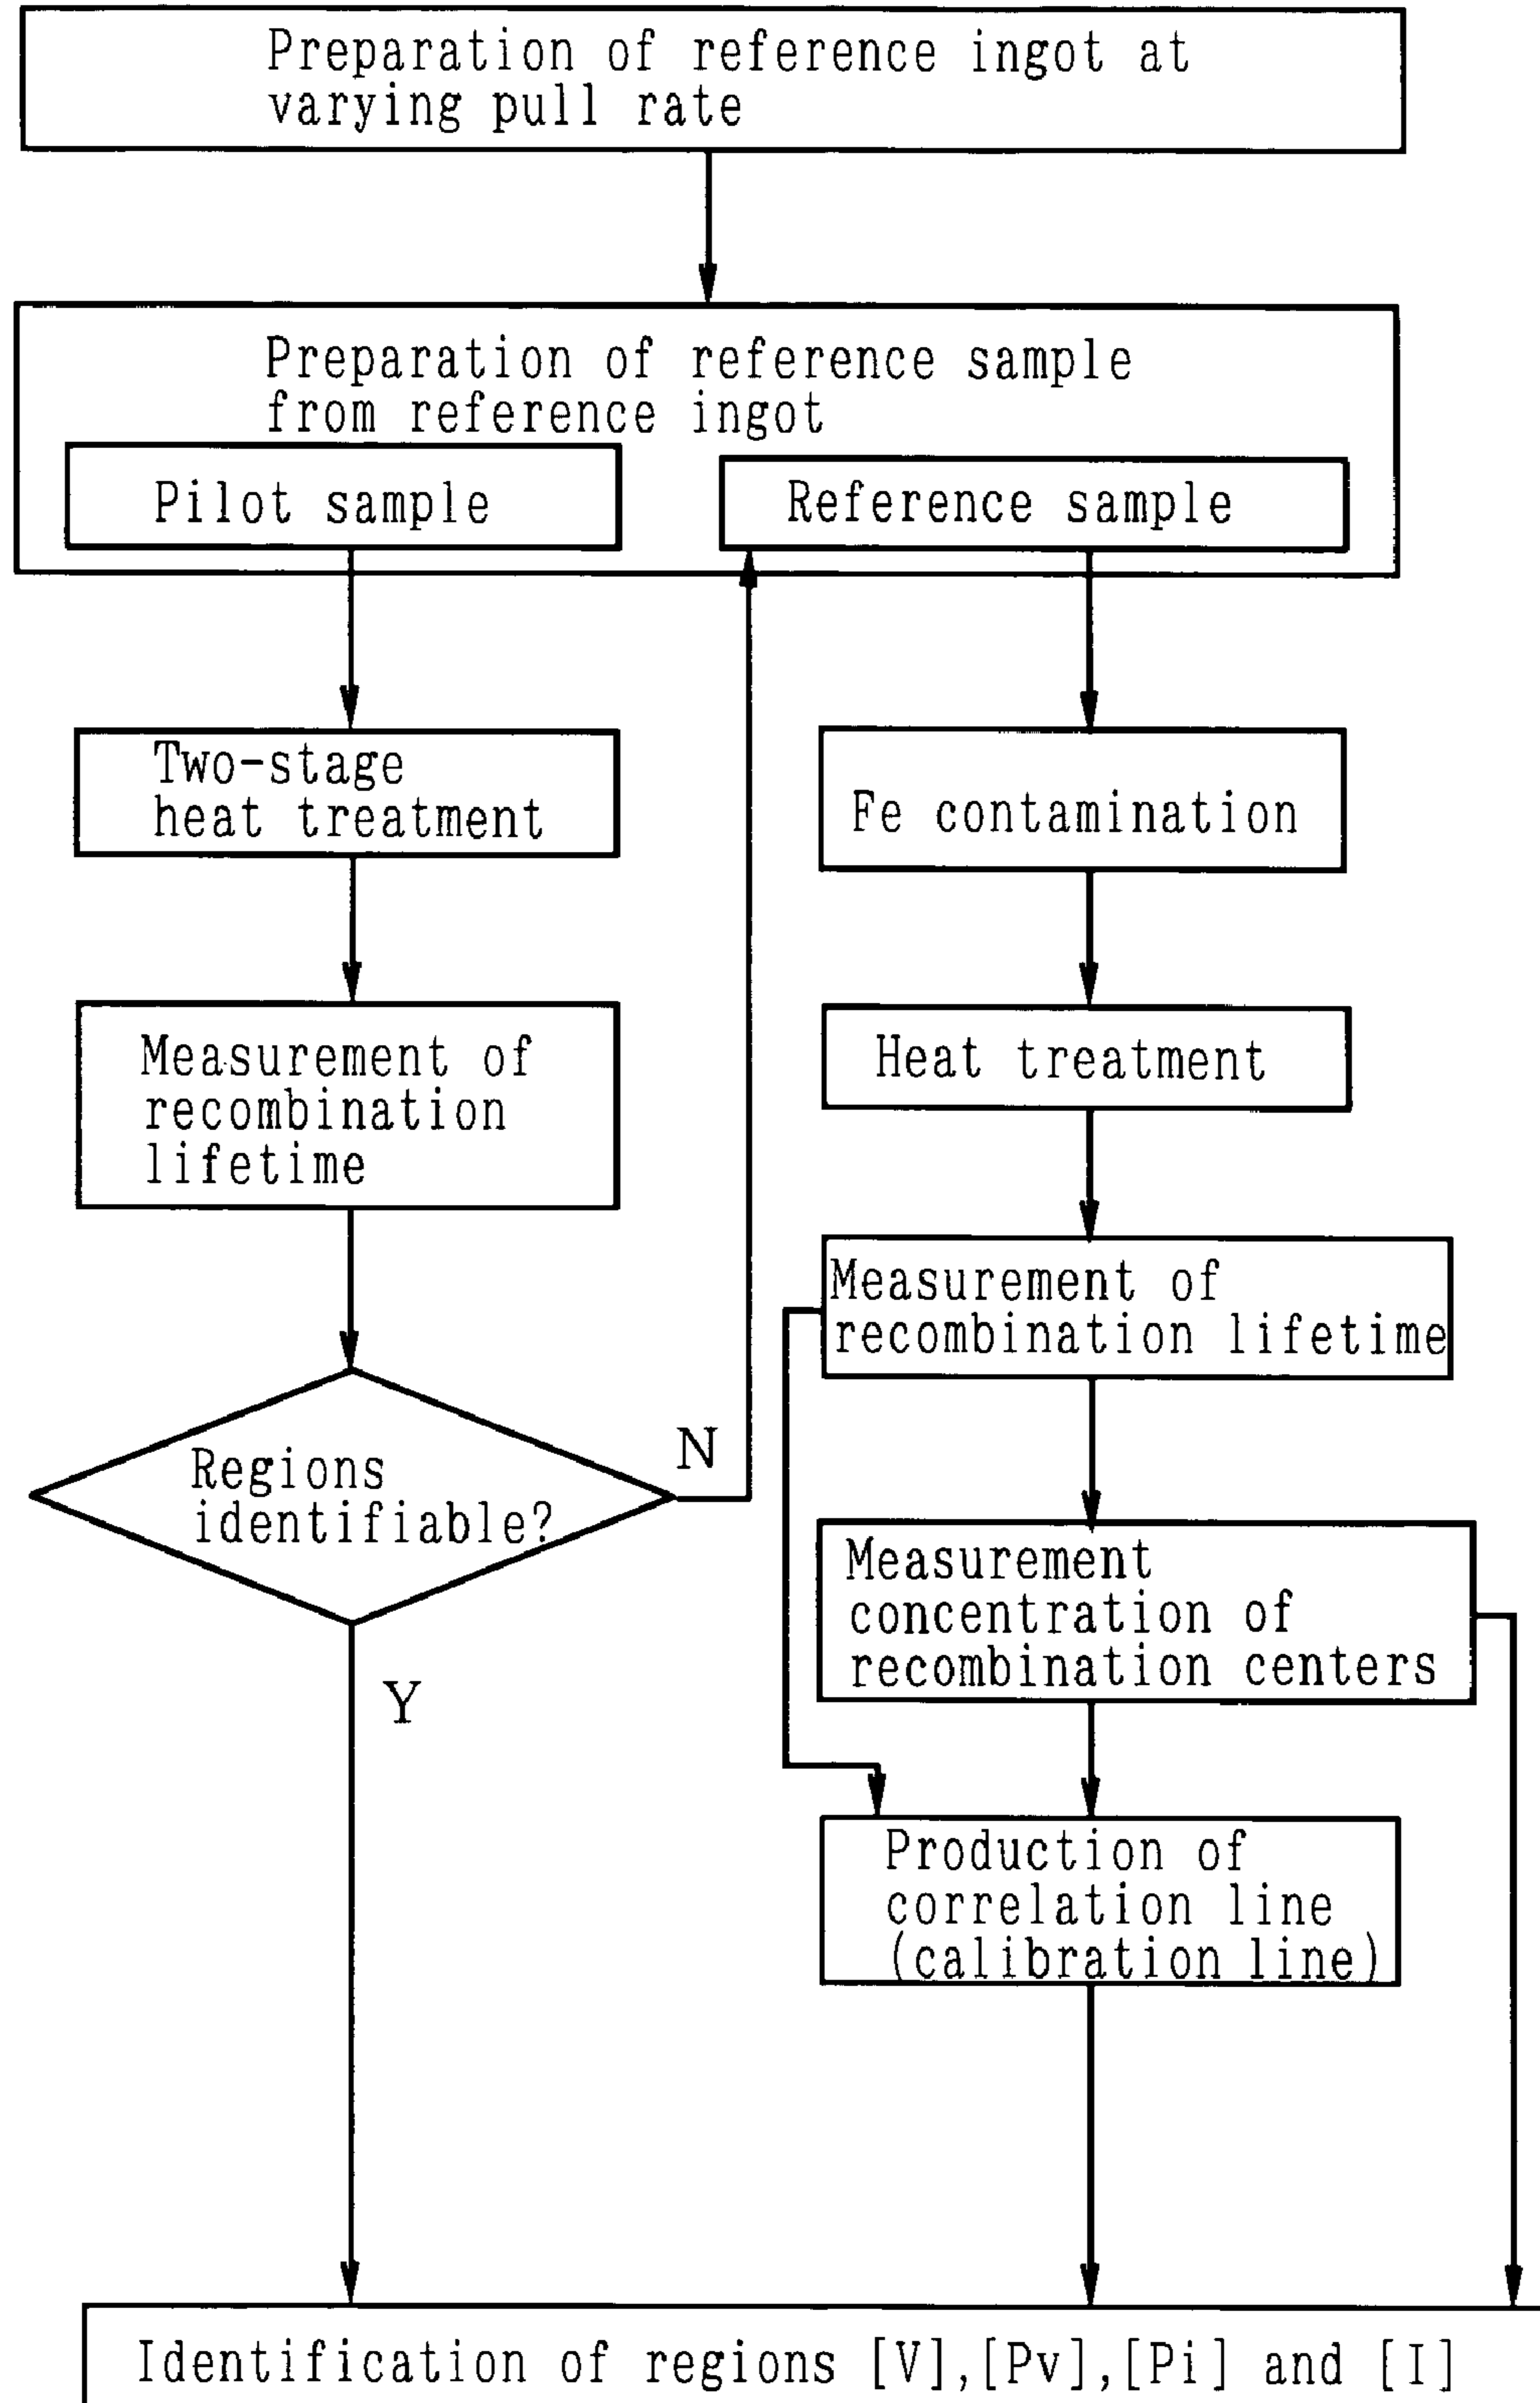 Preparation of reference ingot at
varying pull rate
Preparation of reference sample
from reference ingot
Pilot sample
Reference sample
Two-stage
heat treatment
Measurement of
recombination
lifetime
Regions
identifiable?
N
Y
Fe contamination
Heat treatment
Measurement of
recombination lifetime
Measurement
concentration of
recombination centers
Production of
correlation line
(calibration line)
Identification of regions [V],[Pv],[Pi] and [I]